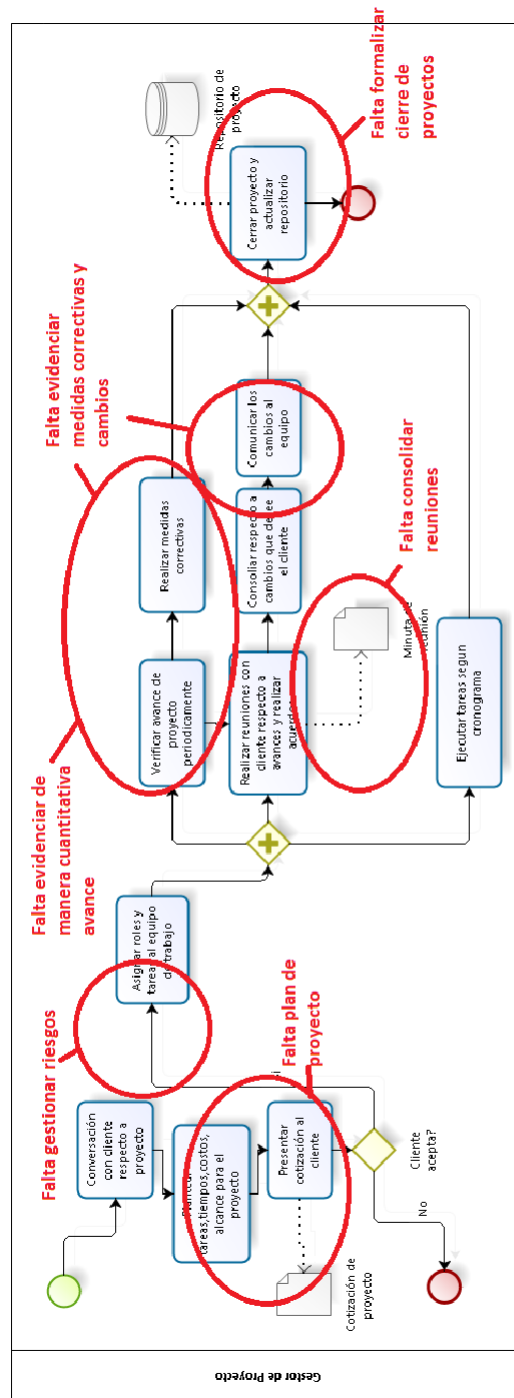 Gestor de Proyecto
Conversación
con cliente
respecto a
proyecto
tareas,tiempos,costos,
alcance para el
proyecto
Presentar
cotización al
cliente
Cotización de
proyecto
Cliente
acepta?
No
Falta plan de
proyecto
Falta gestionar riesgos
Asignar roles y
tareas al equipo
de trabajo
Falta evidenciar de
manera cuantitativa
avance
Verificar avance de
proyecto
periodicamente
Realizar medidas
correctivas
Falta evidenciar
medidas correctivas y
cambios
Realizar reuniones con
cliente respecto a
avances y realizar
acuerdos
Minuta de
reunión
Falta consolidar
reuniones
respecto a
cambios que desee
el cliente
Comunicar los
cambios al
equipo
Ejecutar tareas segun
cronograma
Cerrar proyecto y
actualizar
repositorio
Repositorio de
proyecto
Falta formalizar
cierre de
proyectos